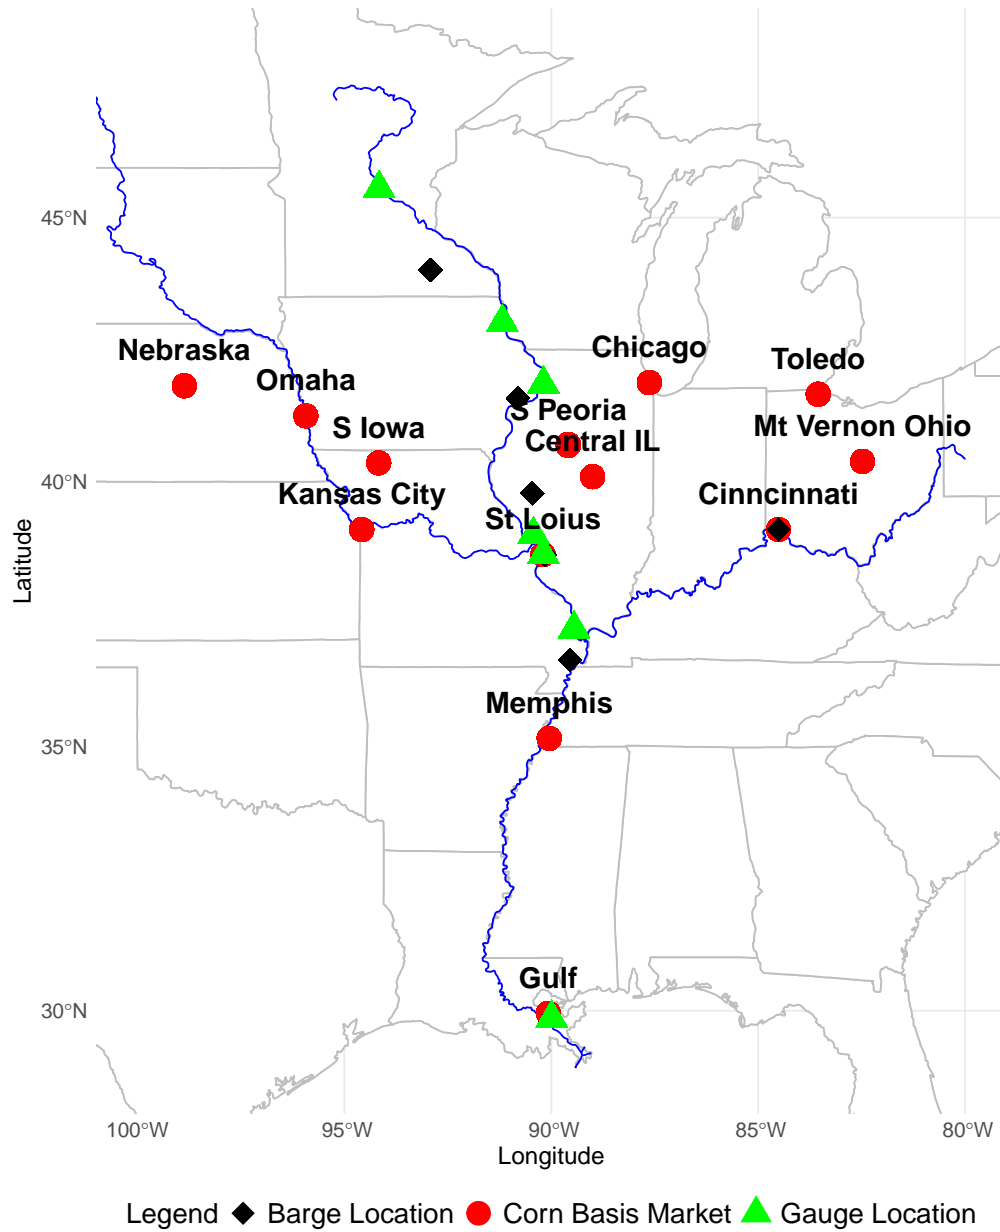 45°N
40°N
35°N
30°N
Latitude
Nebraska
Omaha
S Iowa
Kansas City
Chicago
Toledo
S Peoria
Mt Vernon Ohio
Central IL
Cinncinnati
St Loius
Memphis
Gulf
100°W 95°W 90°W 85°W 80°W
Longitude
Legend Barge Location Corn Basis Market Gauge Location